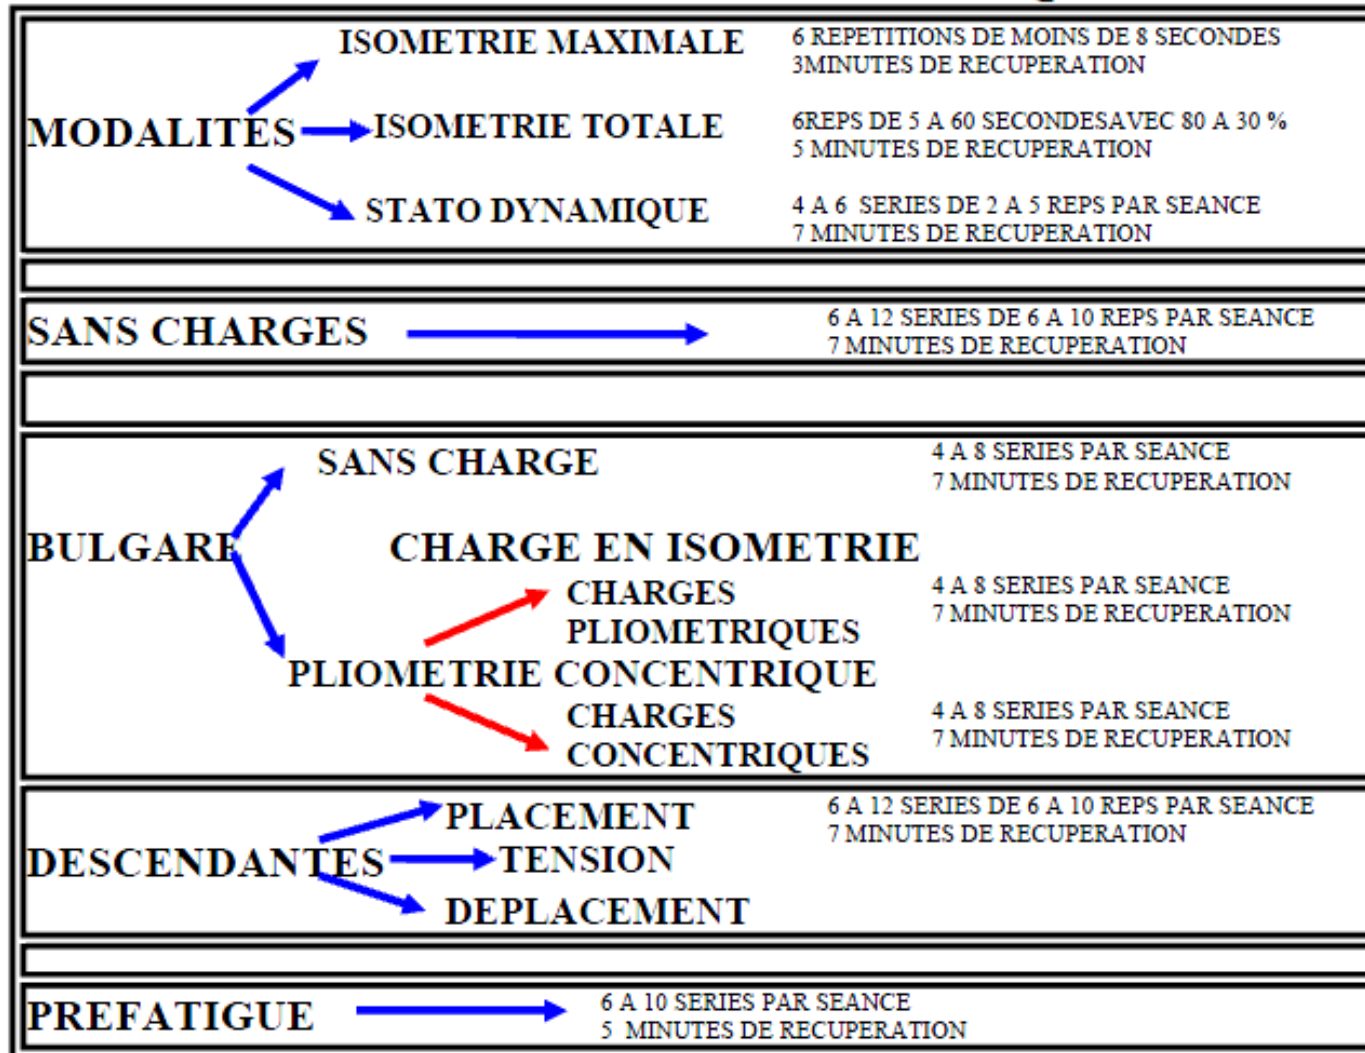 ISOMETRIE MAXIMALE
6 REPETITIONS DE MOINS DE 8 SECONDES
3MINUTES DE RECUPERATION
MODALITES
ISOMETRIE TOTALE
6REPS DE 5 A 60 SECONDESAVEC 80 A 30 %
5 MINUTES DE RECUPERATION
STATO DYNAMIQUE
4 A 6 SERIES DE 2 A 5 REPS PAR SEANCE
7 MINUTES DE RECUPERATION
SANS CHARGES
6 A 12 SERIES DE 6 A 10 REPS PAR SEANCE
7 MINUTES DE RECUPERATION
SANS CHARGE
4 A 8 SERIES PAR SEANCE
7 MINUTES DE RECUPERATION
BULGARE
CHARGE EN ISOMETRIE
CHARGES
PLIOMETRIQUES
4 A 8 SERIES PAR SEANCE
7 MINUTES DE RECUPERATION
PLIOMETRIE CONCENTRIQUE
CHARGES
CONCENTRIQUES
4 A 8 SERIES PAR SEANCE
7 MINUTES DE RECUPERATION
PLACEMENT
6 A 12 SERIES DE 6 A 10 REPS PAR SEANCE
7 MINUTES DE RECUPERATION
DESCENDANTES
TENSION
DEPLACEMENT
PREFATIGUE
6 A 10 SERIES PAR SEANCE
5 MINUTES DE RECUPERATION